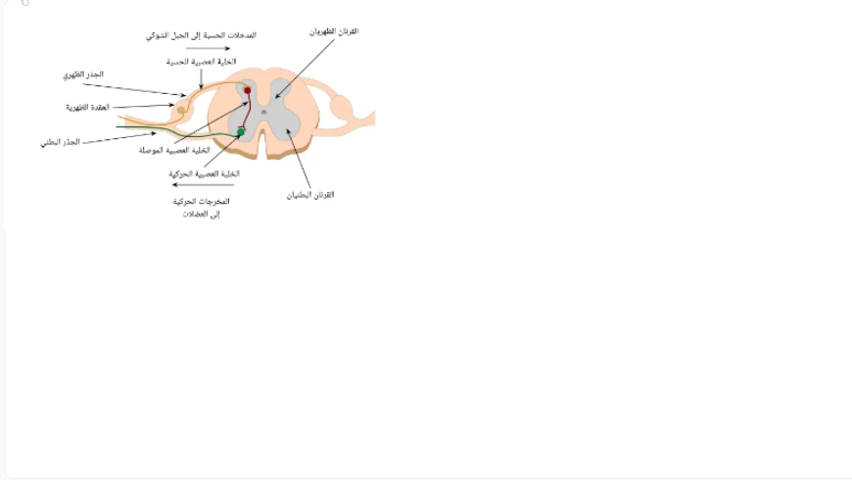 القرنان الظهريان
المدخلات الحسية إلى الحبل الشوكي
الخلية العصبية الحسية
الجذر الظهري
العقدة الظهرية
الجذر البطني
الخلية العصبية الموصلة
الخلية العصبية الحركية
القرنان البطنيان
المخرجات الحركية
إلى العضلات